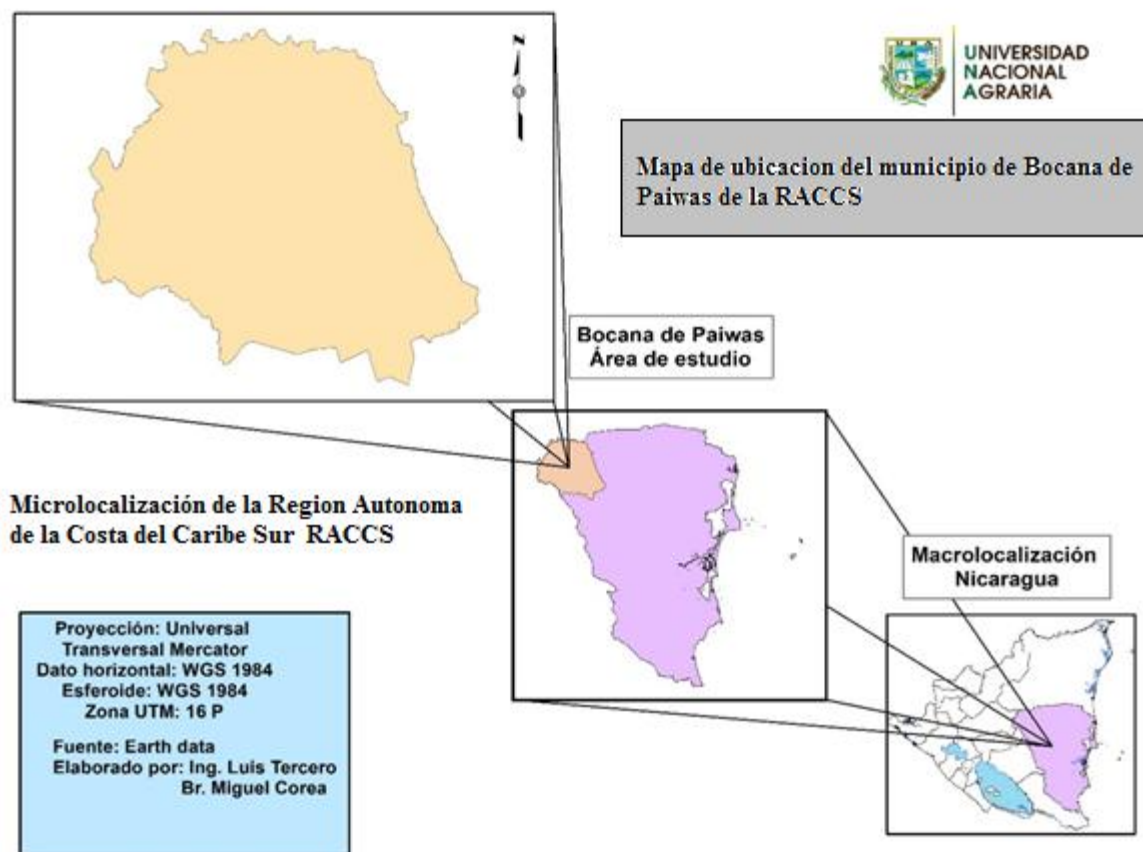 N
UNIVERSIDAD
NACIONAL
AGRARIA
Mapa de ubicacion del municipio de Bocana de
Paiwas de la RACCS
Bocana de Paiwas
Área de estudio
Microlocalización de la Region Autonoma
de la Costa del Caribe Sur RACCS
Macrolocalización
Nicaragua
Proyección: Universal
Transversal Mercator
Dato horizontal: WGS 1984
Esferoide: WGS 1984
Zona UTM: 16 P
Fuente: Earth data
Elaborado por: Ing. Luis Tercero
Br. Miguel Corea